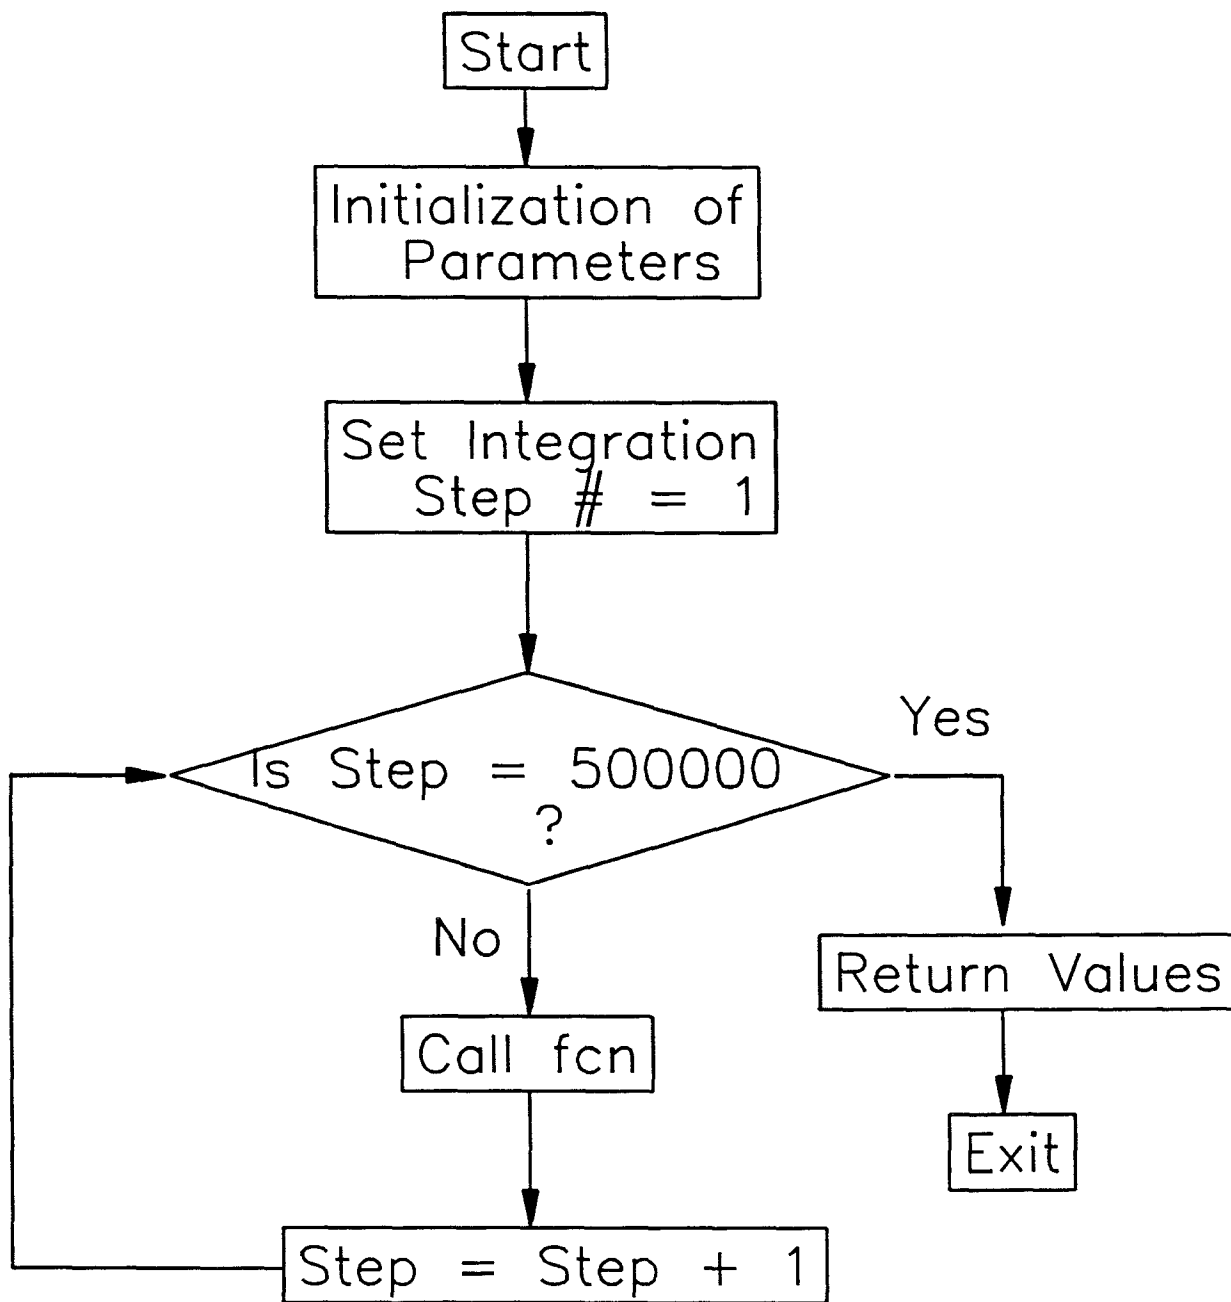 Start
Initialization of
Parameters
Set Integration
Step # = 1
Is Step = 500000
?
Yes
No
Return Values
Call fcn
Exit
Step = Step + 1